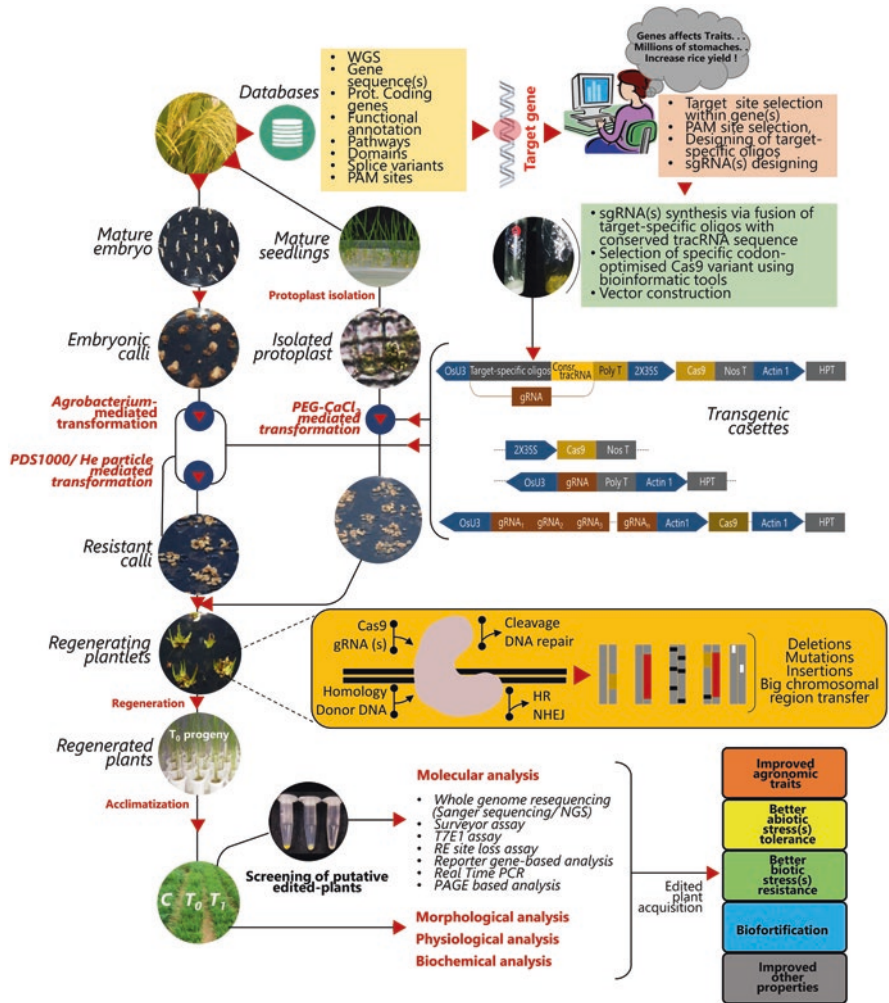 Genes affects Traits. . .
Millions of stomaches. .
Increase rice yield !
Databases
• WGS
• Gene
sequence(s)
• Prot. Coding
genes
• Functional
annotation
• Pathways
• Domains
• Splice variants
• PAM sites
Target gene
• Target site selection
within gene(s)
• PAM site selection,
• Designing of target-
specific oligos
• sgRNA(s) designing
• sgRNA(s) synthesis via fusion of
target-specific oligos with
conserved tracRNA sequence
• Selection of specific codon-
optimised Cas9 variant using
bioinformatic tools
• Vector construction
Mature
embryo
Mature
seedlings
Protoplast isolation
Embryonic
calli
Isolated
protoplast
Agrobacterium-
mediated
transformation
PEG-CaCl2
mediated
transformation
PDS1000/ He particle
mediated
transformation
Resistant
calli
OsU3 Target-specific oligos Consr. tracRNA Poly T 2X35S Cas9 Nos T Actin 1 HPT
gRNA
Transgenic
casettes
2X35S Cas9 Nos T
OsU3 gRNA Poly T Actin 1 HPT
OsU3 gRNA1 gRNA2 gRNA3 gRNAn Actin1 Cas9 Actin 1 HPT
Regenerating
plantlets
Cas9
gRNA (s)
Cleavage
DNA repair
Homology
Donor DNA
HR
NHEJ
Deletions
Mutations
Insertions
Big chromosomal
region transfer
Regeneration
Regenerated
plants
T0 progeny
Acclimatization
C T0 T1
Screening of putative
edited-plants
Molecular analysis
• Whole genome resequencing
(Sanger sequencing/ NGS)
• Surveyor assay
• T7E1 assay
• RE site loss assay
• Reporter gene-based analysis
• Real Time PCR
• PAGE based analysis
Morphological analysis
Physiological analysis
Biochemical analysis
Edited
plant
acquisition
Improved
agronomic
traits
Better
abiotic
stress(s)
tolerance
Better
biotic
stress(s)
resistance
Biofortification
Improved
other
properties